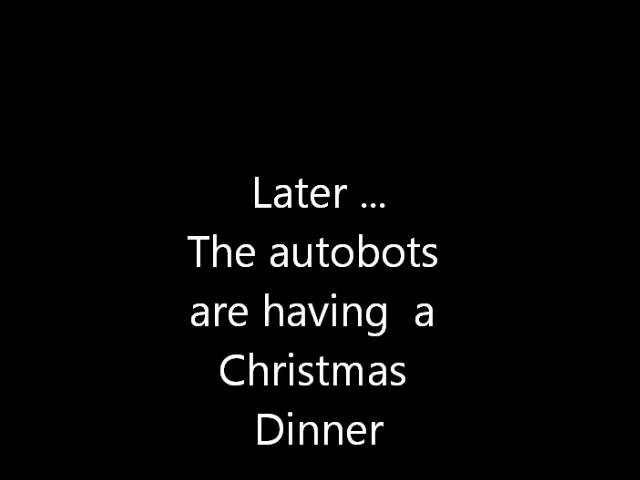 Later ...
The autobots
are having  a
Christmas
Dinner